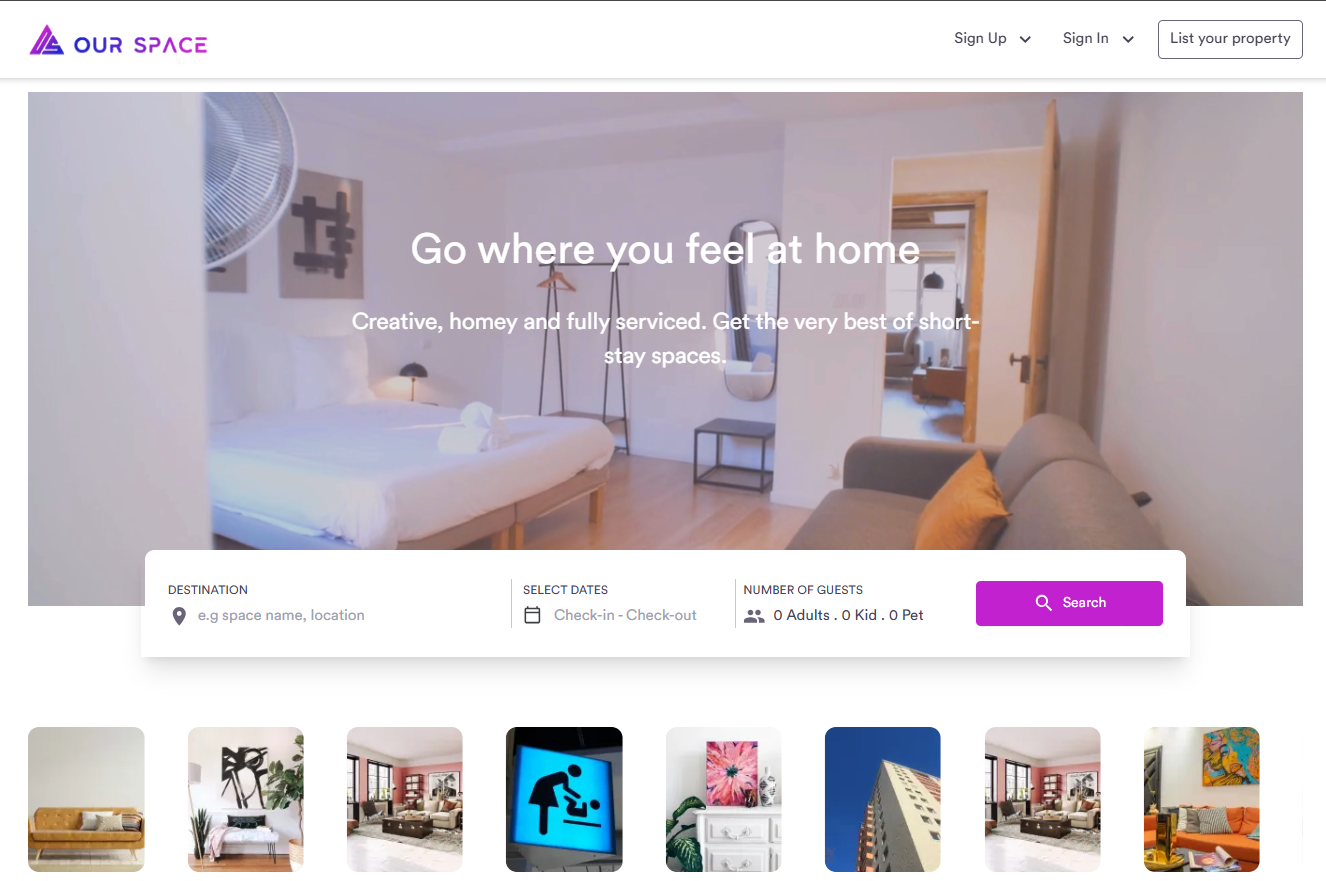 OUR SPACE
Sign Up
Sign In
List your property
Go where you feel at home
Creative, homey and fully serviced. Get the very best of short-
stay spaces.
DESTINATION
e.g space name, location
SELECT DATES
Check-in - Check-out
NUMBER OF GUESTS
0 Adults . 0 Kid . 0 Pet
Search